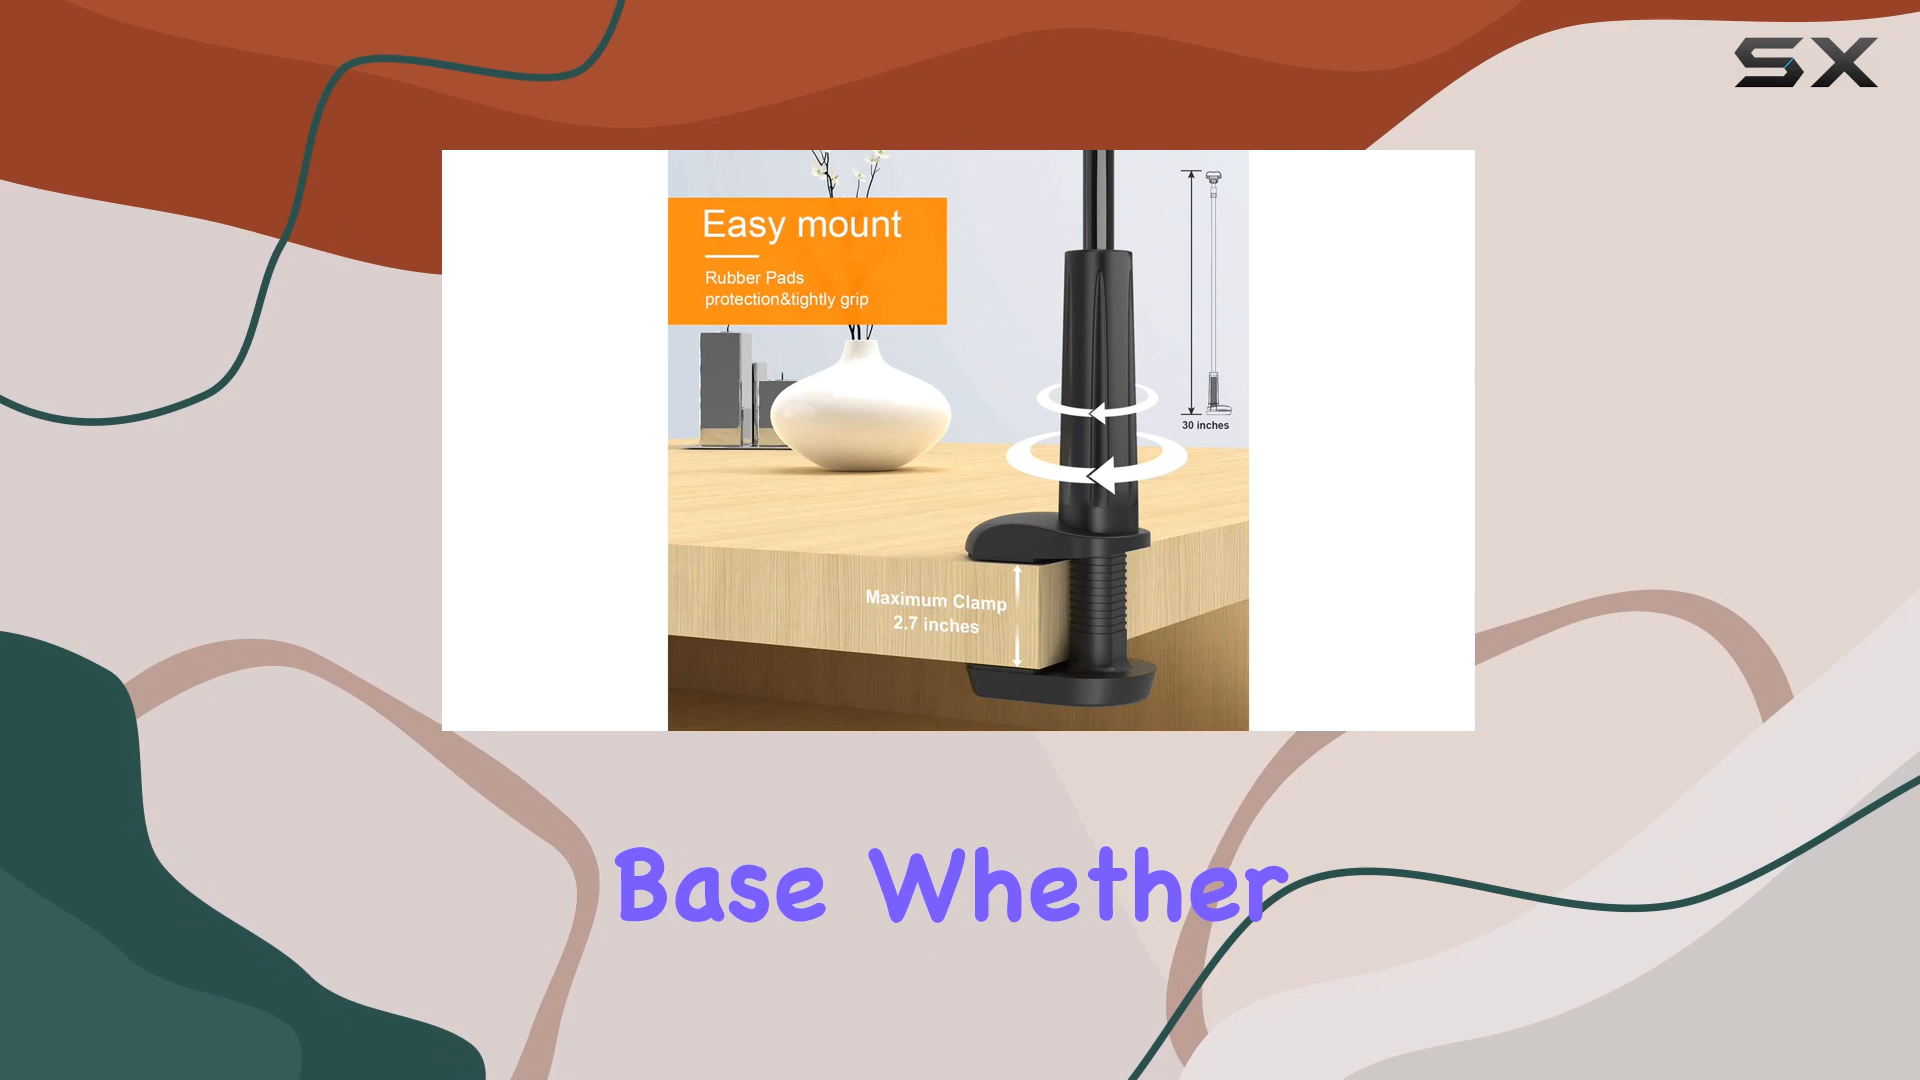 SX
Easy mount
Rubber Pads
protection&tightly grip
30 inches
Maximum Clamp
2.7 inches
Base Whether